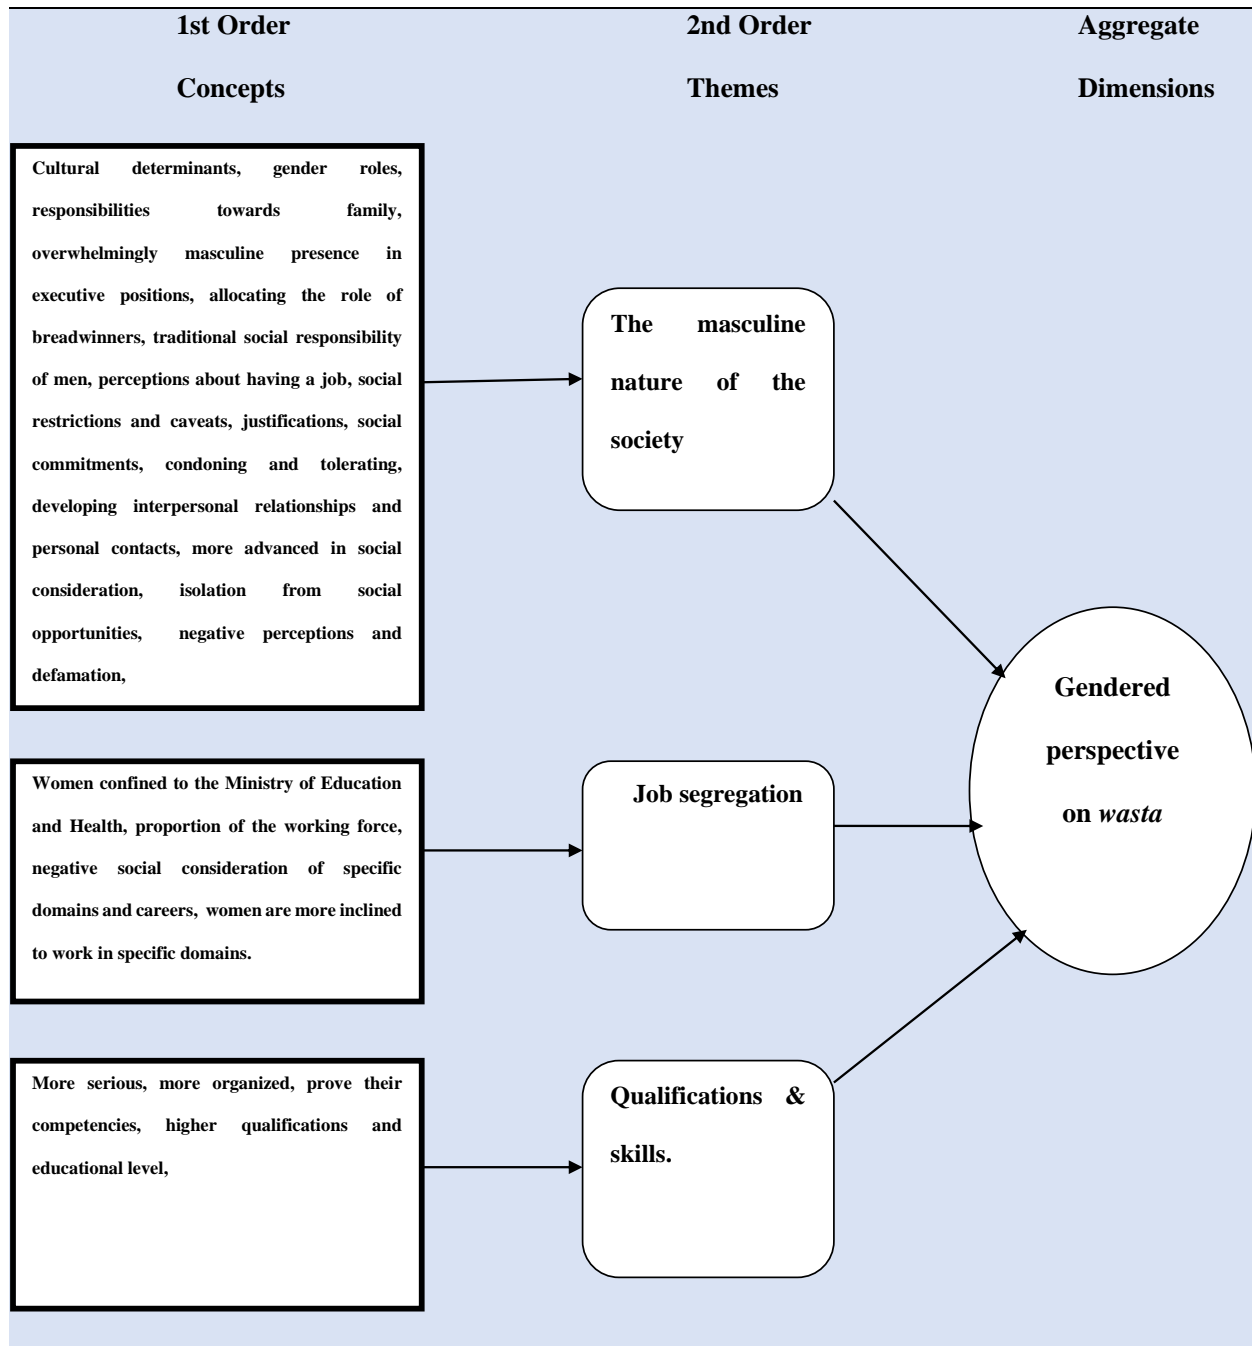 1st Order
Concepts
2nd Order
Themes
Aggregate
Dimensions
Cultural determinants, gender roles,
responsibilities towards family,
overwhelmingly masculine presence in
executive positions, allocating the role of
breadwinners, traditional social responsibility
of men, perceptions about having a job, social
restrictions and caveats, justifications, social
commitments, condoning and tolerating,
developing interpersonal relationships and
personal contacts, more advanced in social
consideration, isolation from social
opportunities, negative perceptions and
defamation,
The masculine
nature of the
society
Women confined to the Ministry of Education
and Health, proportion of the working force,
negative social consideration of specific
domains and careers, women are more inclined
to work in specific domains.
Job segregation
Gendered
perspective
on wasta
More serious, more organized, prove their
competencies, higher qualifications and
educational level,
Qualifications &
skills.